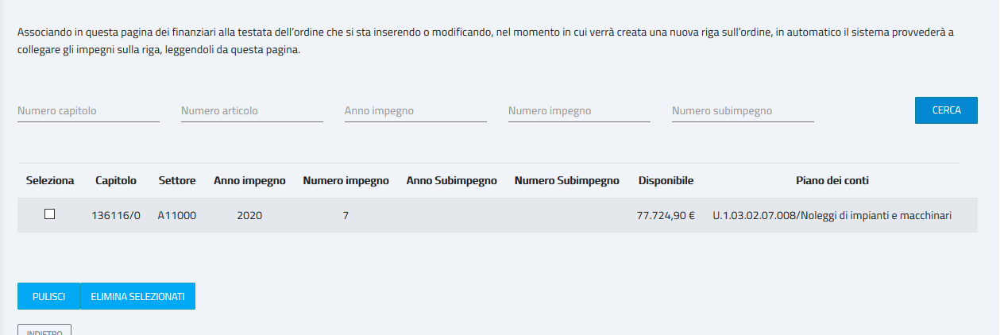 Associando in questa pagina dei finanziari alla testata dell'ordine che si sta inserendo o modificando, nel momento in cui verrà creata una nuova riga sull'ordine, in automatico il sistema provvederà a
collegare gli impegni sulla riga, leggendoli da questa pagina.
Numero capitolo Numero articolo Anno impegno Numero impegno Numero subimpegno CERCA
Seleziona Capitolo Settore Anno impegno Numero impegno Anno Subimpegno Numero Subimpegno Disponibile Piano dei conti
136116/0 A11000 2020 7 77.724,90 € U.1.03.02.07.008/Noleggi di impianti e macchinari
PULISCI ELIMINA SELEZIONATI
INDIETRO